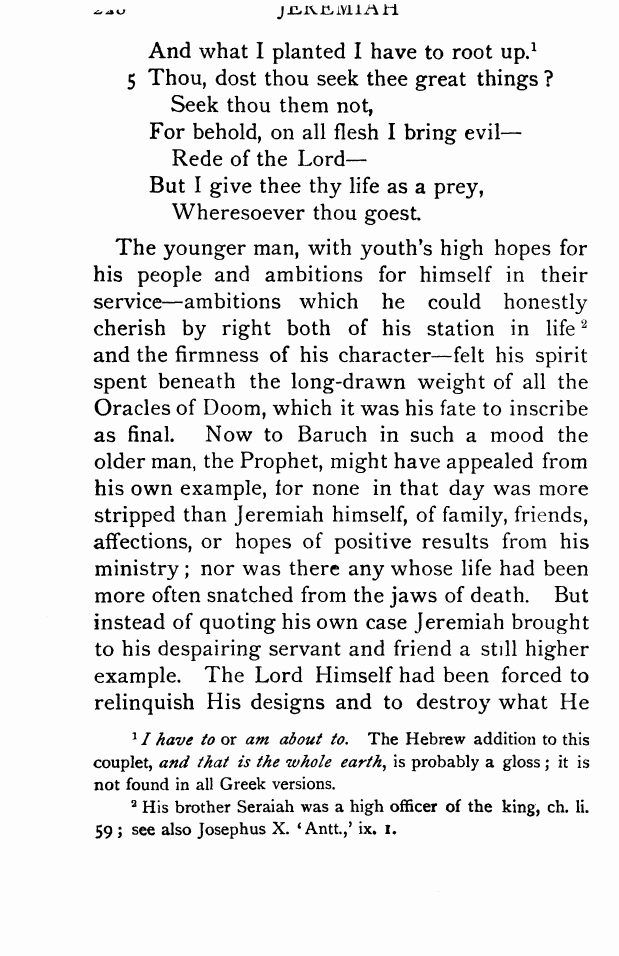 JEREMIAH
And what I planted I have to root up.¹
5 Thou, dost thou seek thee great things ?
Seek thou them not,
For behold, on all flesh I bring evil—
Rede of the Lord—
But I give thee thy life as a prey,
Wheresoever thou goest.
The younger man, with youth's high hopes for
his people and ambitions for himself in their
service—ambitions which he could honestly
cherish by right both of his station in life ²
and the firmness of his character—felt his spirit
spent beneath the long-drawn weight of all the
Oracles of Doom, which it was his fate to inscribe
as final. Now to Baruch in such a mood the
older man, the Prophet, might have appealed from
his own example, for none in that day was more
stripped than Jeremiah himself, of family, friends,
affections, or hopes of positive results from his
ministry ; nor was there any whose life had been
more often snatched from the jaws of death. But
instead of quoting his own case Jeremiah brought
to his despairing servant and friend a still higher
example. The Lord Himself had been forced to
relinquish His designs and to destroy what He
¹ I have to or am about to. The Hebrew addition to this
couplet, and that is the whole earth, is probably a gloss ; it is
not found in all Greek versions.
² His brother Seraiah was a high officer of the king, ch. li.
59 ; see also Josephus X. 'Antt.,' ix. 1.